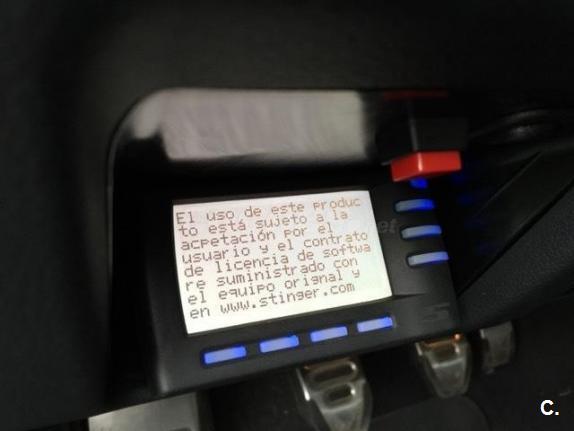 El uso de este produc
to está sujeto a la
acpetación por el
usuario y el contrato
de licencia de softwa
re suministrado con
el equipo orignal y
en www.stinger.com
C.